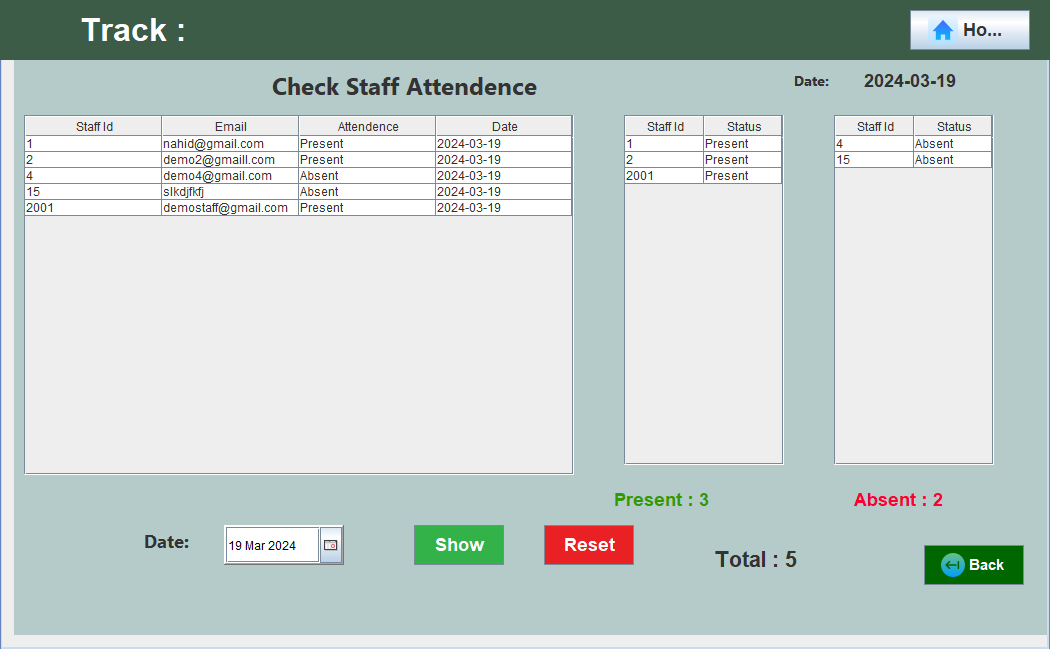 Track :
Ho...
Check Staff Attendence
Date: 2024-03-19
Staff Id Email Attendence Date
1 nahid@gmail.com Present 2024-03-19
2 demo2@gmaill.com Present 2024-03-19
4 demo4@gmail.com Absent 2024-03-19
15 slkdjfkfj Absent 2024-03-19
2001 demostaff@gmail.com Present 2024-03-19
Staff Id Status
1 Present
2 Present
2001 Present
Staff Id Status
4 Absent
15 Absent
Present : 3
Absent : 2
Date: 19 Mar 2024
Show
Reset
Total : 5
Back